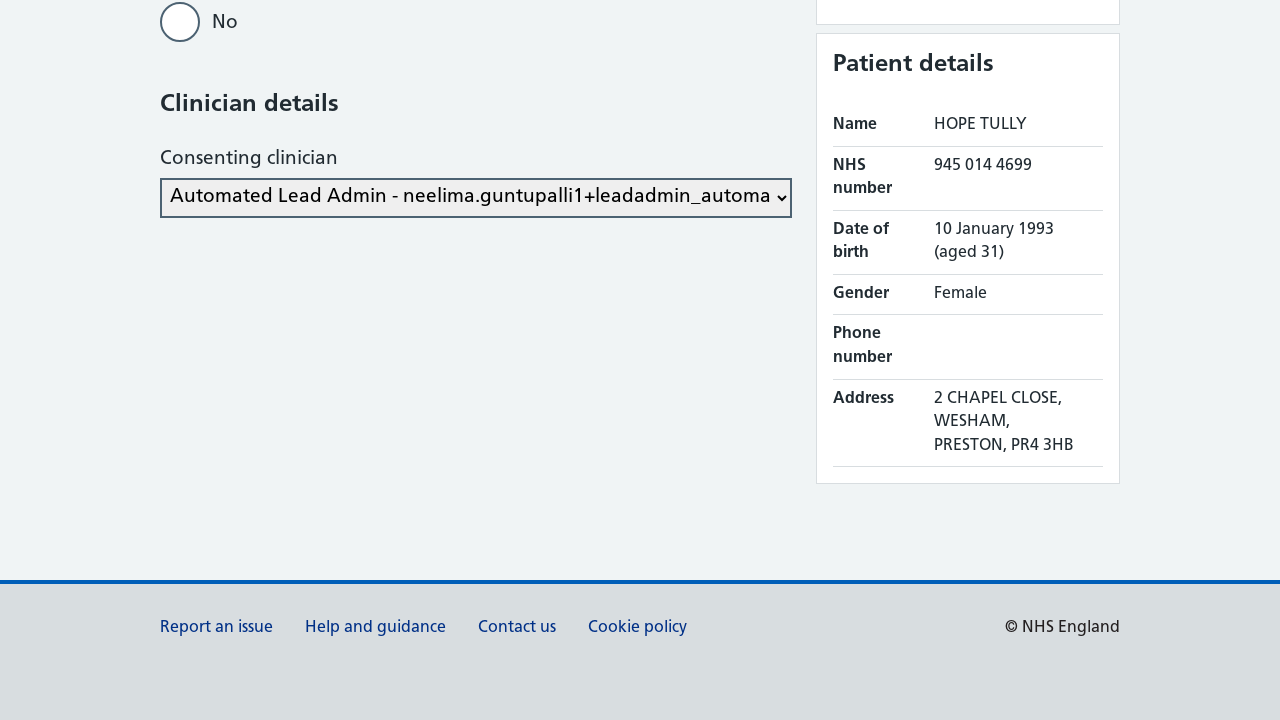 No
Clinician details
Consenting clinician
Automated Lead Admin - neelima.guntupalli1+leadadmin_automa
Patient details
Name HOPE TULLY
NHS number 945 014 4699
Date of birth 10 January 1993 (aged 31)
Gender Female
Phone number
Address 2 CHAPEL CLOSE,
WESHAM,
PRESTON, PR4 3HB
Report an issue Help and guidance Contact us Cookie policy © NHS England